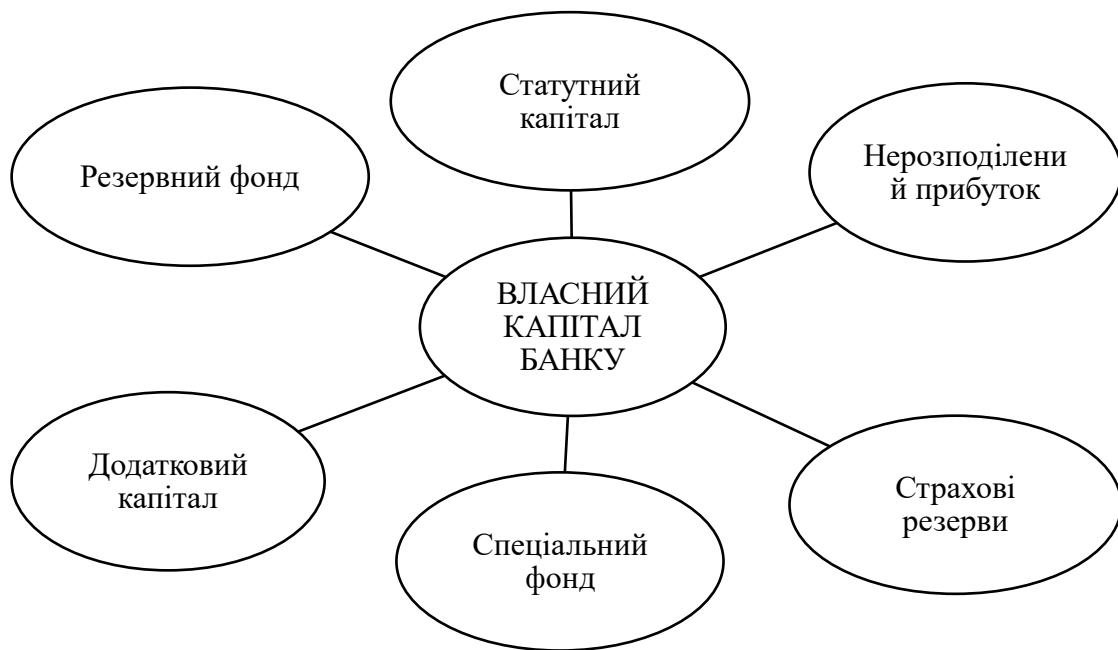 Статутний
капітал
Резервний фонд
Нерозподілени
й прибуток
ВЛАСНИЙ
КАПІТАЛ
БАНКУ
Додатковий
капітал
Страхові
резерви
Спеціальний
фонд